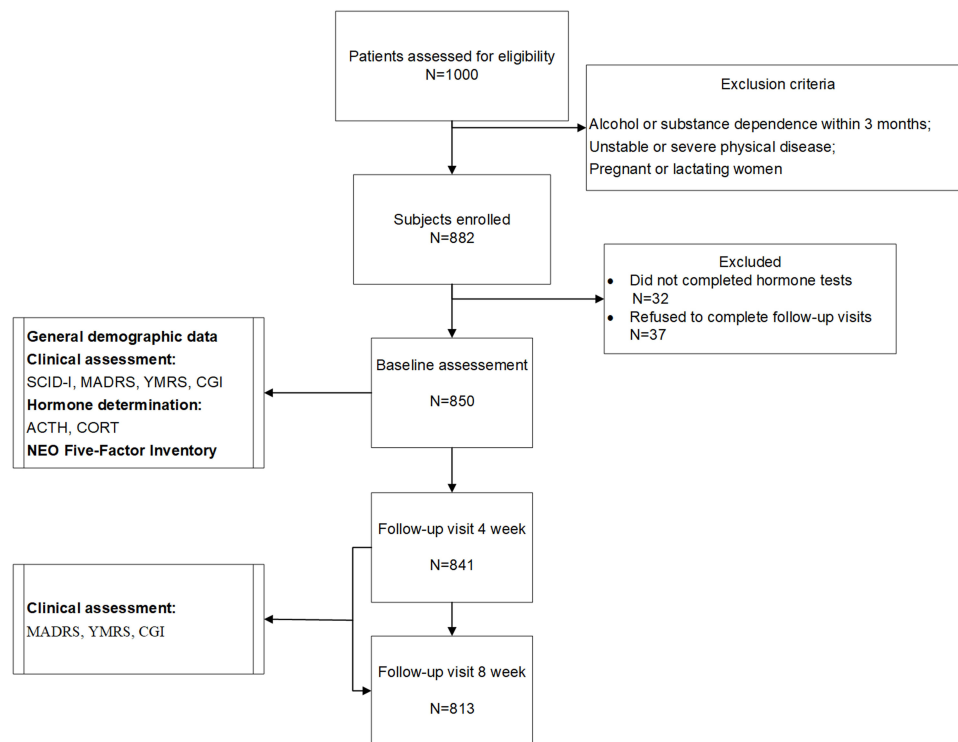 Patients assessed for eligibility
N=1000
Exclusion criteria
Alcohol or substance dependence within 3 months;
Unstable or severe physical disease;
Pregnant or lactating women
Subjects enrolled
N=882
Excluded
• Did not completed hormone tests
N=32
• Refused to complete follow-up visits
N=37
General demographic data
Clinical assessment:
SCID-I, MADRS, YMRS, CGI
Hormone determination:
ACTH, CORT
NEO Five-Factor Inventory
Baseline assessement
N=850
Follow-up visit 4 week
N=841
Clinical assessment:
MADRS, YMRS, CGI
Follow-up visit 8 week
N=813